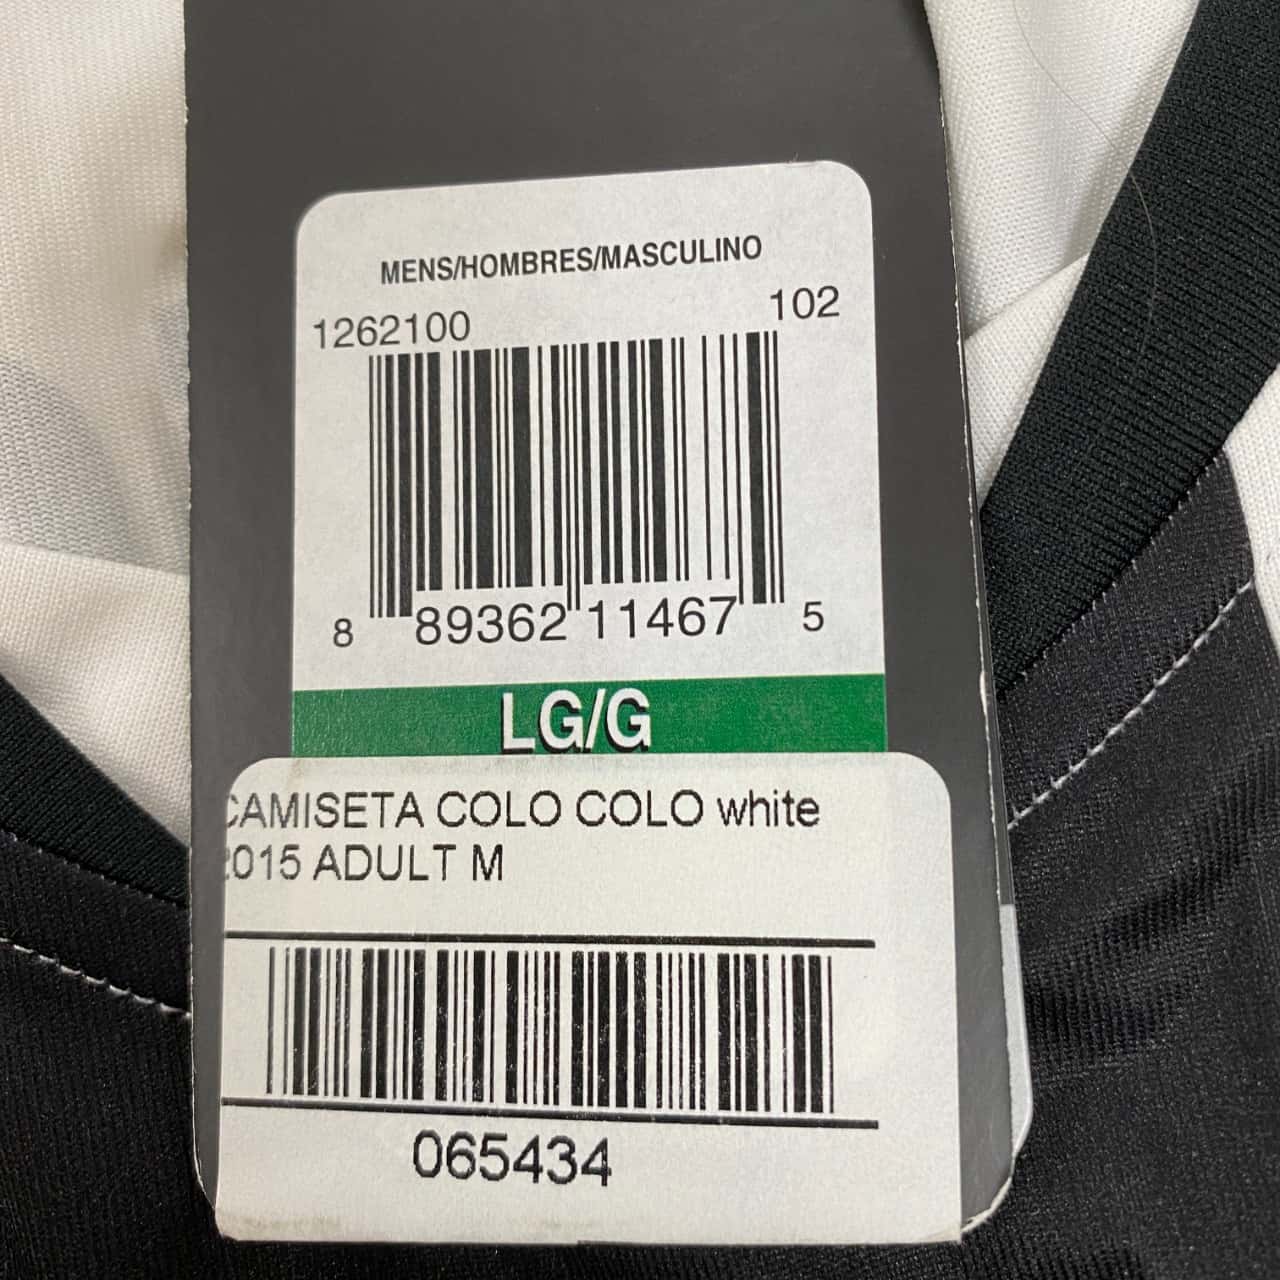 MENS/HOMBRES/MASCULINO
1262100 102
8 89362 11467 5
LG/G
CAMISETA COLO COLO white
2015 ADULT M
065434